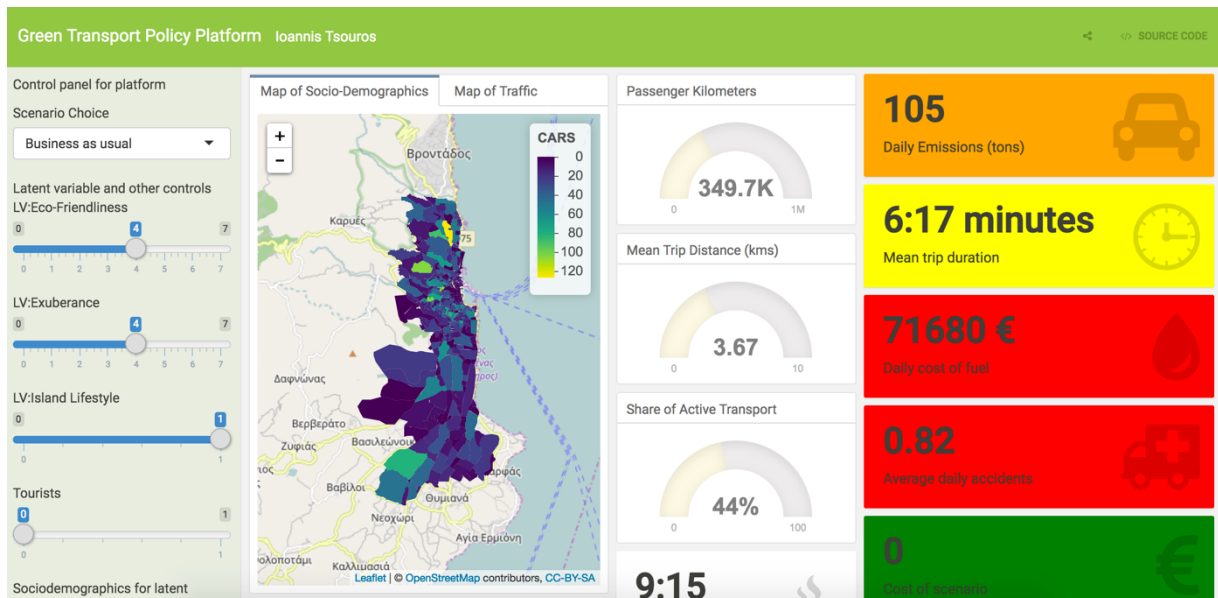 Green Transport Policy Platform Ioannis Tsouros
SOURCE CODE
Control panel for platform
Scenario Choice
Business as usual
Latent variable and other controls
LV:Eco-Friendliness
0 4 7
0 1 2 3 4 5 6 7
LV:Exuberance
0 4 7
0 1 2 3 4 5 6 7
LV:Island Lifestyle
0 1
0 1
Tourists
0 1
0 1
Sociodemographics for latent
Map of Socio-Demographics
Map of Traffic
+
−
CARS
0
20
40
60
80
100
120
Βροντάδος
Καρυές
75
Δαφνώνας
Βερβεράτο
Ζυφιάς
Βασιλεώνοικ
Βαβίλοι
Θυμιανά
Νεοχώρι
Αγία Ερμιόνη
Καλλιμασιά
Leaflet | © OpenStreetMap contributors, CC-BY-SA
Passenger Kilometers
349.7K
0 1M
Mean Trip Distance (kms)
3.67
0 10
Share of Active Transport
44%
0 100
9:15
105
Daily Emissions (tons)
6:17 minutes
Mean trip duration
71680 €
Daily cost of fuel
0.82
Average daily accidents
0
Cost of scenario